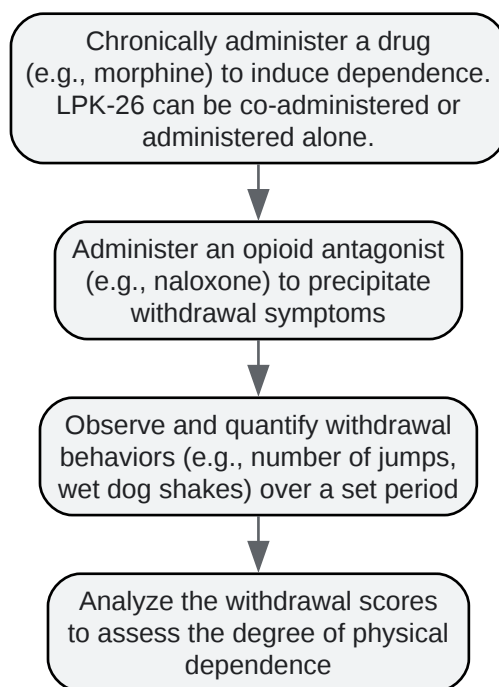 Chronically administer a drug
(e.g., morphine) to induce dependence.
LPK-26 can be co-administered or
administered alone.
Administer an opioid antagonist
(e.g., naloxone) to precipitate
withdrawal symptoms
Observe and quantify withdrawal
behaviors (e.g., number of jumps,
wet dog shakes) over a set period
Analyze the withdrawal scores
to assess the degree of physical
dependence